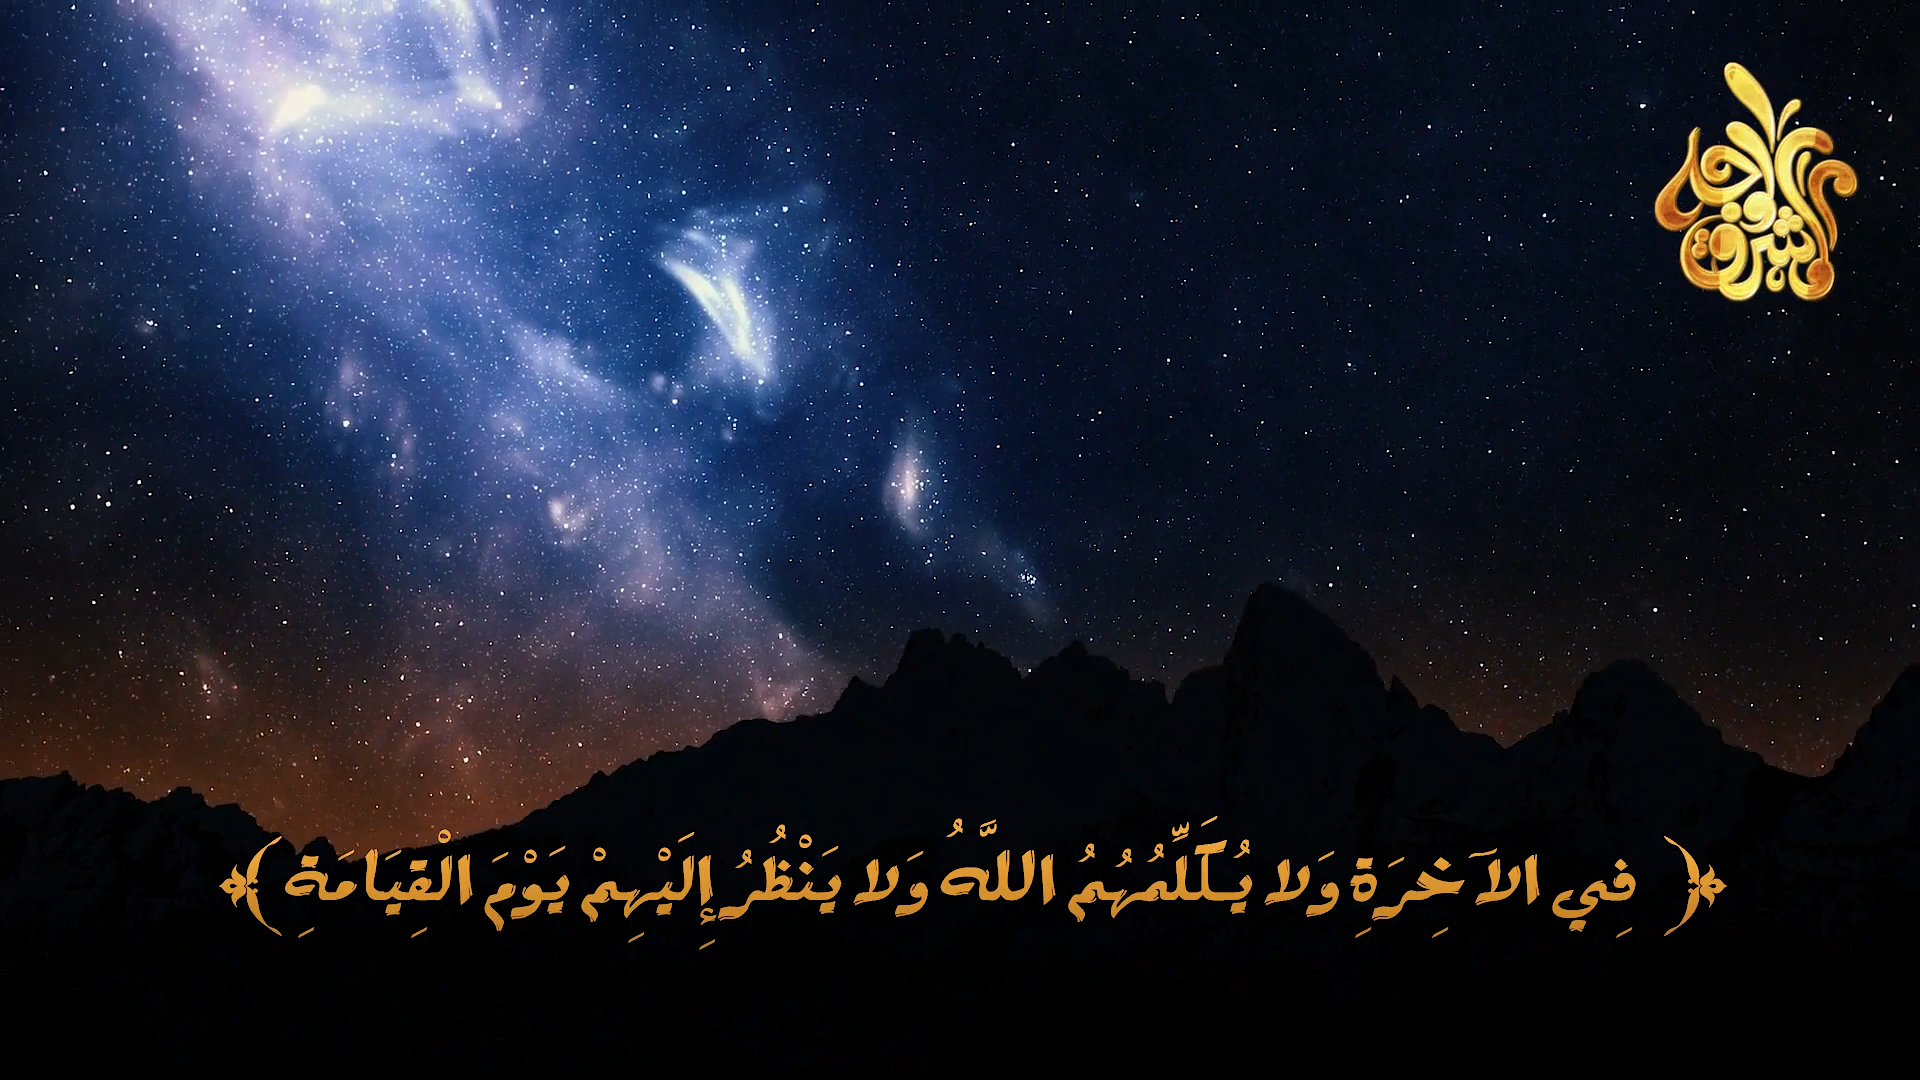 ﴿ فِي الآخِرَةِ وَلا يُكَلِّمُهُمُ اللَّهُ وَلا يَنْظُرُ إِلَيْهِمْ يَوْمَ الْقِيَامَةِ ﴾